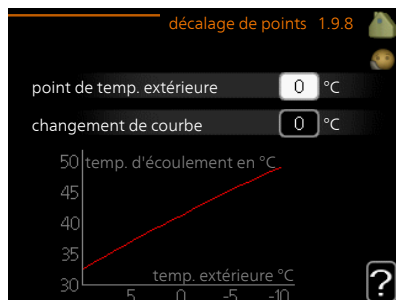 décalage de points 1.9.8
point de temp. extérieure 0 °C
changement de courbe 0 °C
50 temp. d'écoulement en °C
45
40
35
30 temp. extérieure °C
5 0 -5 -10
?